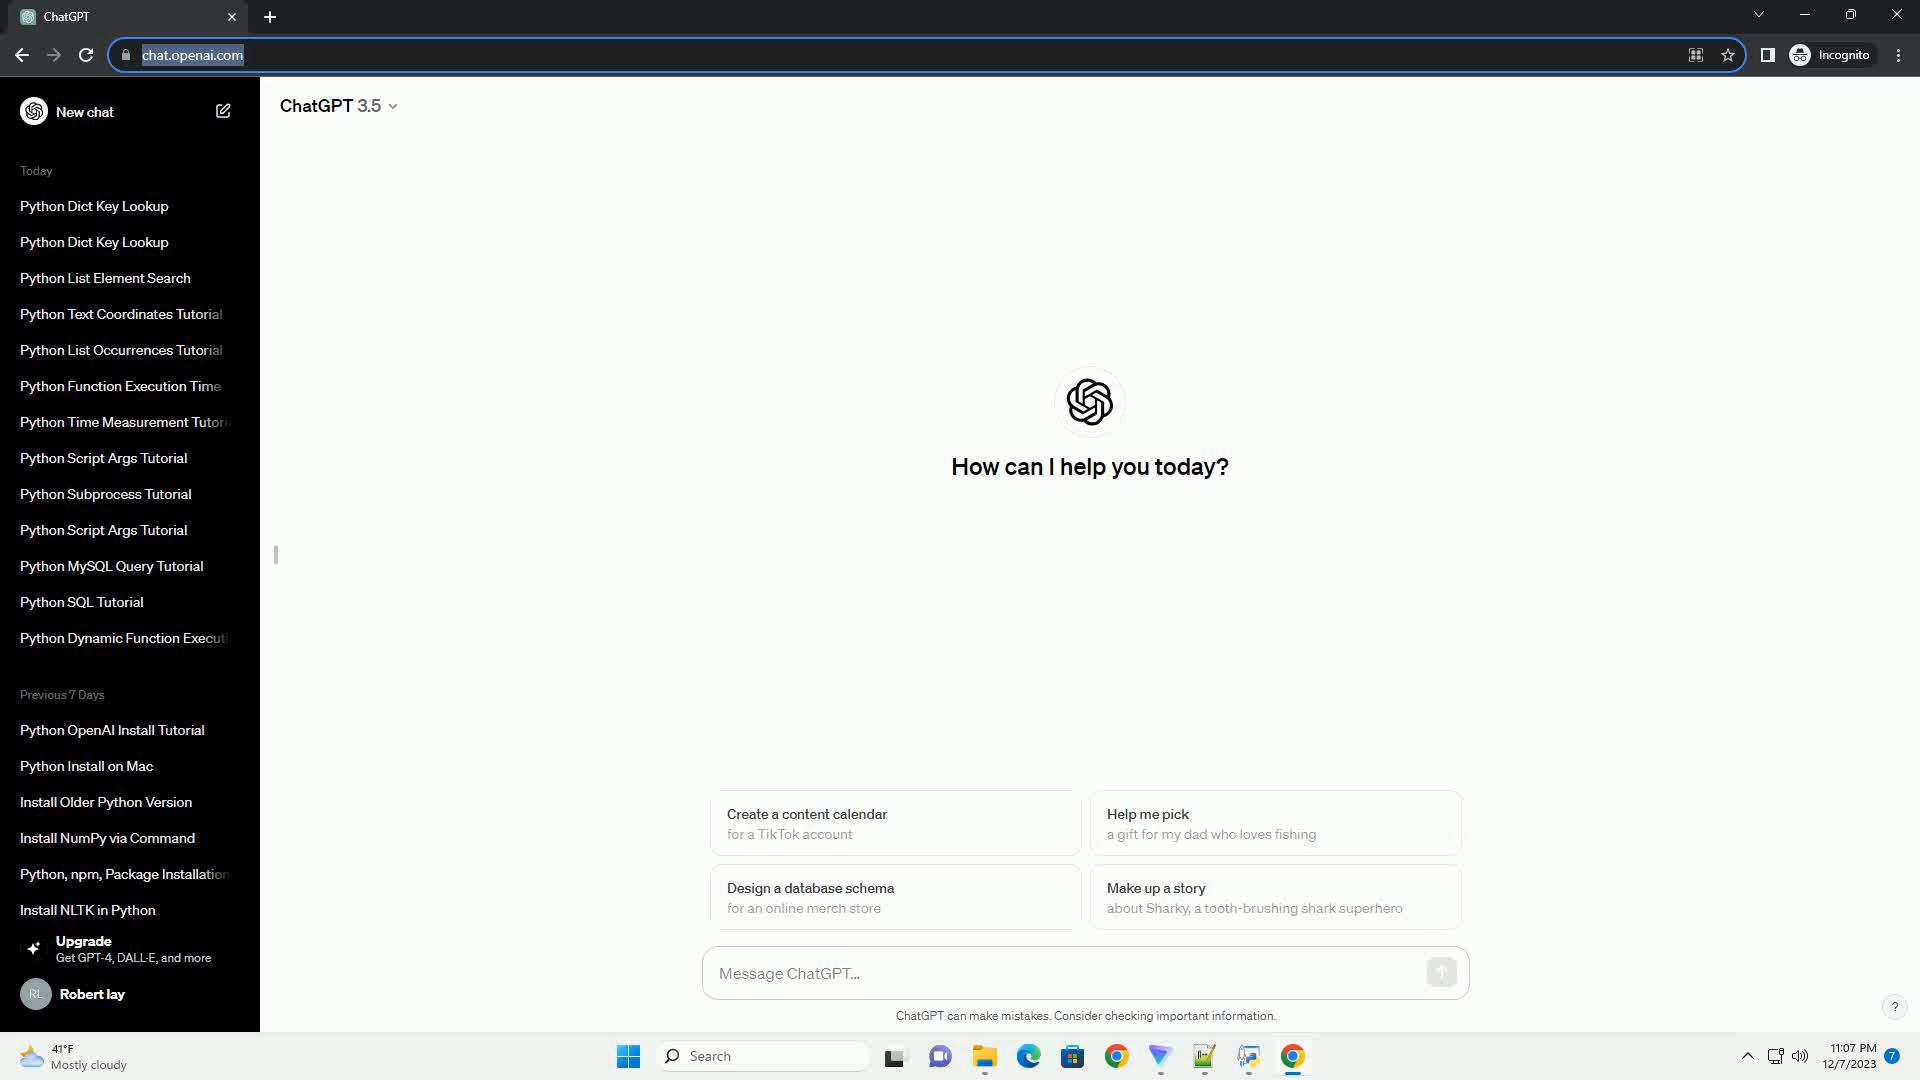 ChatGPT
chat.openai.com
Incognito
New chat
ChatGPT 3.5
Today
Python Dict Key Lookup
Python Dict Key Lookup
Python List Element Search
Python Text Coordinates Tutorial
Python List Occurrences Tutorial
Python Function Execution Time
Python Time Measurement Tutori
Python Script Args Tutorial
Python Subprocess Tutorial
Python Script Args Tutorial
Python MySQL Query Tutorial
Python SQL Tutorial
Python Dynamic Function Executi
Previous 7 Days
Python OpenAI Install Tutorial
Python Install on Mac
Install Older Python Version
Install NumPy via Command
Python, npm, Package Installation
Install NLTK in Python
Upgrade
Get GPT-4, DALL·E, and more
RL
Robert lay
How can I help you today?
Create a content calendar
for a TikTok account
Help me pick
a gift for my dad who loves fishing
Design a database schema
for an online merch store
Make up a story
about Sharky, a tooth-brushing shark superhero
Message ChatGPT...
ChatGPT can make mistakes. Consider checking important information.
?
41°F
Mostly cloudy
Search
11:07 PM
12/7/2023
7